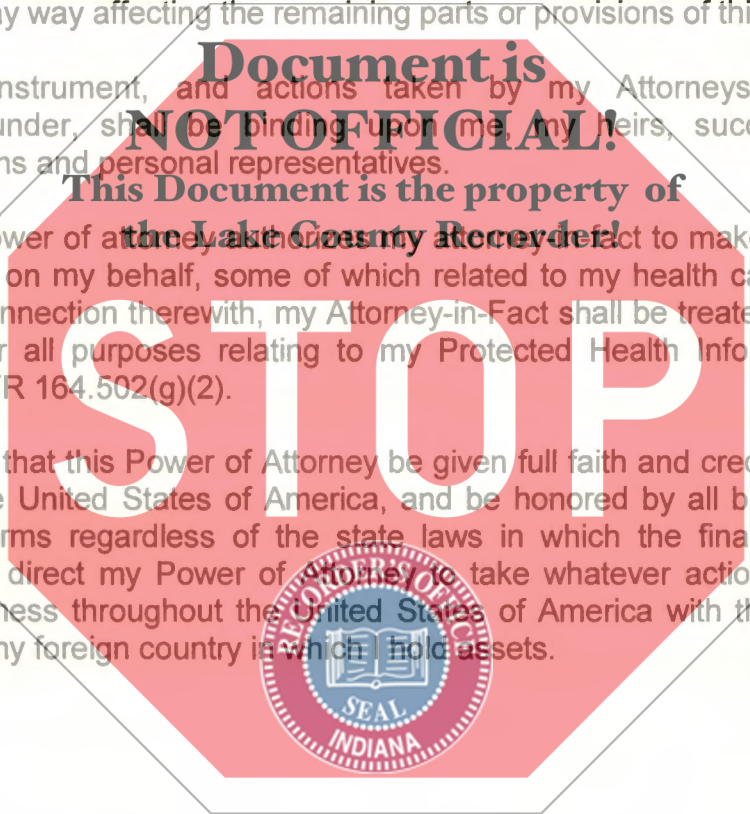 ny way affecting the remaining parts or provisions of thi
Document is
nstrument, and actions taken by my Attorneys
NOT OFFICIAL!
under, shall be binding upon me, my heirs, succ
ns and personal representatives.
This Document is the property of
the Lake County Recorder!
ower of attorney authorizes my attorney-in-fact to mak
on my behalf, some of which related to my health ca
nnection therewith, my Attorney-in-Fact shall be treate
r all purposes relating to my Protected Health Info
R 164.502(g)(2).
STOP
that this Power of Attorney be given full faith and cred
e United States of America, and be honored by all b
rms regardless of the state laws in which the fina
direct my Power of Attorney to take whatever actio
ness throughout the United States of America with th
ny foreign country in which I hold assets.
RECORDER'S OFFICE
SEAL
INDIANA